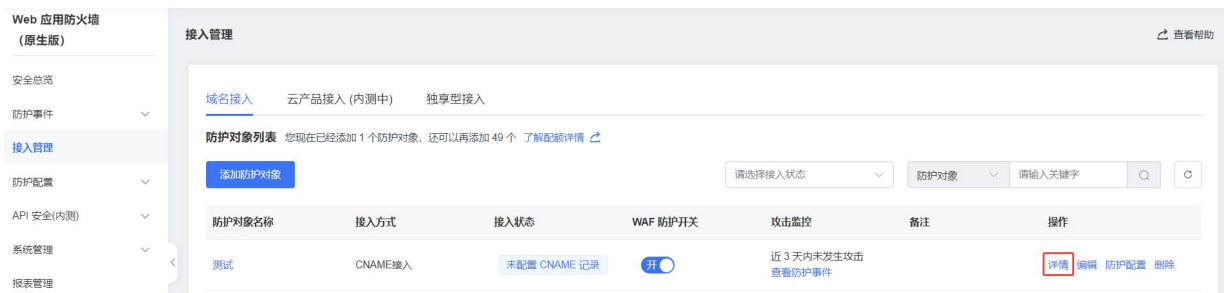 Web 应用防火墙
（原生版）
安全总览
防护事件
接入管理
防护配置
API 安全(内测)
系统管理
报表管理
接入管理
查看帮助
域名接入 云产品接入 (内测中) 独享型接入
防护对象列表 您现在已经添加 1 个防护对象，还可以再添加 49 个 了解配额详情
添加防护对象 请选择接入状态 防护对象 请输入关键字
防护对象名称 接入方式 接入状态 WAF 防护开关 攻击监控 备注 操作
测试 CNAME接入 未配置 CNAME 记录 开 近 3 天内未发生攻击 详情 编辑 防护配置 删除
查看防护事件